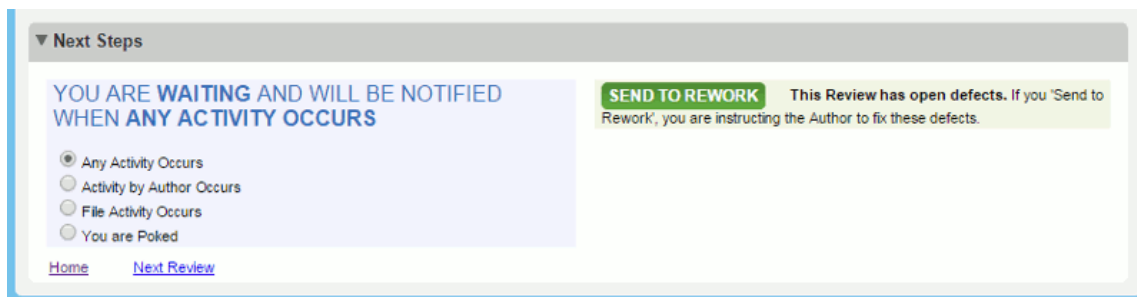 Next Steps
YOU ARE WAITING AND WILL BE NOTIFIED
WHEN ANY ACTIVITY OCCURS
Any Activity Occurs
Activity by Author Occurs
File Activity Occurs
You are Poked
Home Next Review
SEND TO REWORK This Review has open defects. If you 'Send to
Rework', you are instructing the Author to fix these defects.